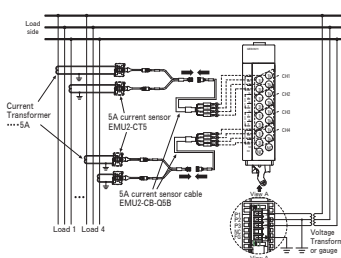 Load
side
CH1
CH2
CH3
CH4
Current
Transformer
····5A
5A current sensor
EMU2-CT5
5A current sensor cable
EMU2-CB-Q5B
View A
Load 1
Load 4
Voltage
Transform
or gauge
View A